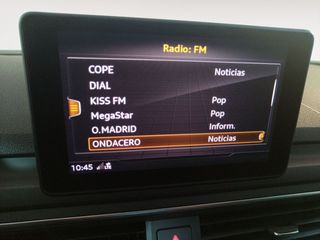 Radio: FM
COPE Noticias
DIAL
KISS FM Pop
MegaStar Pop
O.MADRID Inform.
ONDACERO Noticias
10:45